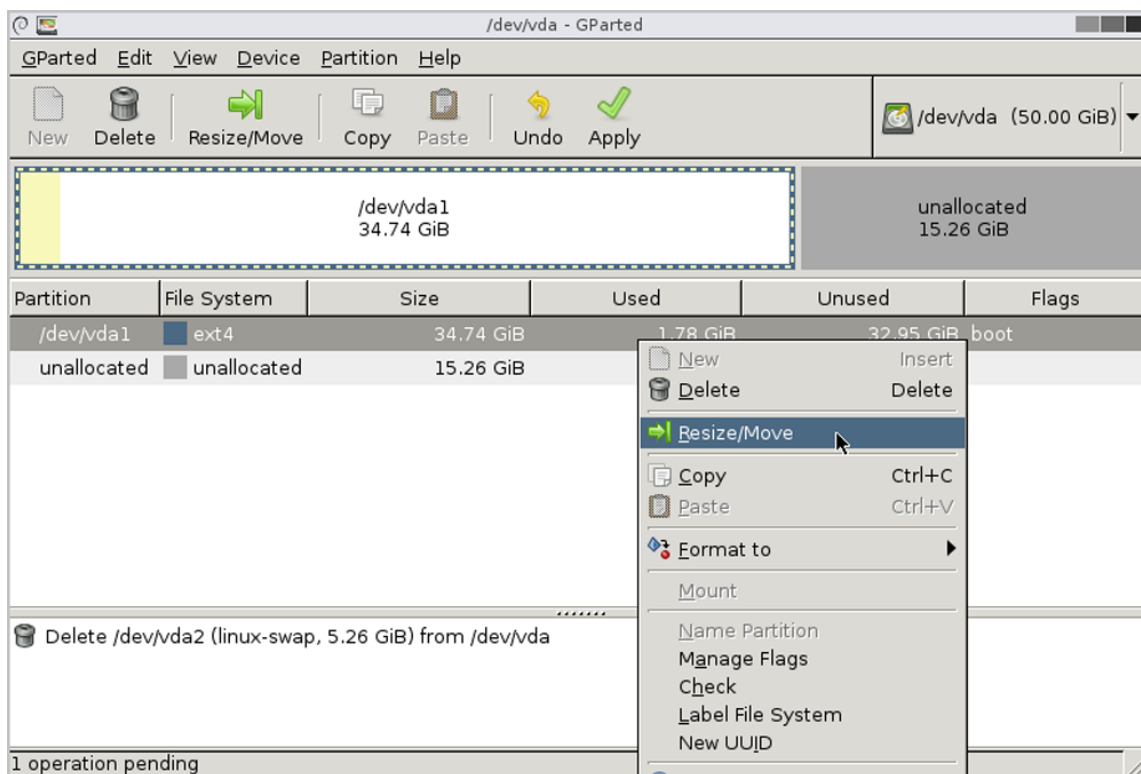 /dev/vda - GParted
GParted Edit View Device Partition Help
New Delete Resize/Move Copy Paste Undo Apply /dev/vda (50.00 GiB)
/dev/vda1
34.74 GiB
unallocated
15.26 GiB
Partition File System Size Used Unused Flags
/dev/vda1 ext4 34.74 GiB 1.78 GiB 32.95 GiB boot
unallocated unallocated 15.26 GiB
New Insert
Delete Delete
Resize/Move
Copy Ctrl+C
Paste Ctrl+V
Format to
Mount
Name Partition
Manage Flags
Check
Label File System
New UUID
Delete /dev/vda2 (linux-swap, 5.26 GiB) from /dev/vda
1 operation pending